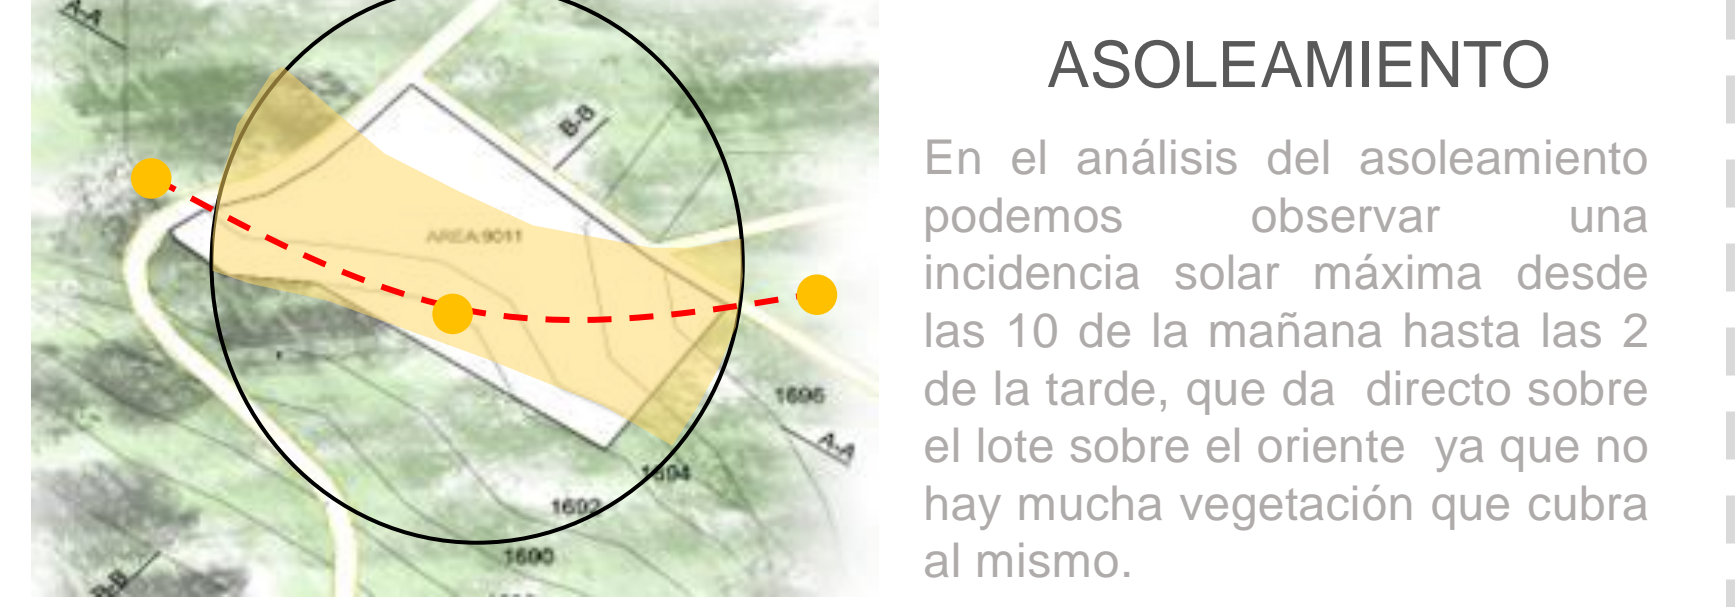 A-A
B-B
AREA:9011
1696
A-A
1694
1692
1690
B-B
ASOLEAMIENTO
En el análisis del asoleamiento
podemos observar una
incidencia solar máxima desde
las 10 de la mañana hasta las 2
de la tarde, que da directo sobre
el lote sobre el oriente ya que no
hay mucha vegetación que cubra
al mismo.